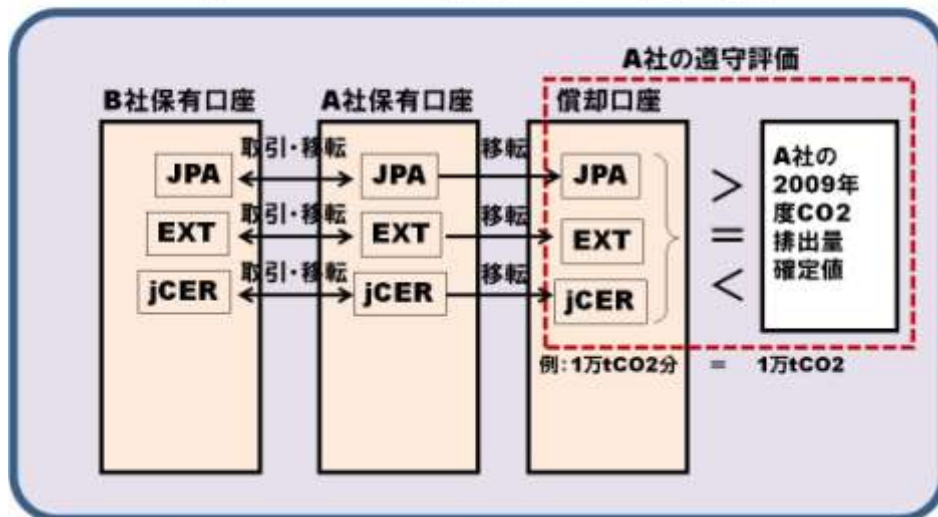 A社の遵守評価
B社保有口座
A社保有口座
償却口座
取引・移転
移転
JPA
JPA
JPA
取引・移転
移転
EXT
EXT
EXT
取引・移転
移転
jCER
jCER
jCER
>
=
<
A社の
2009年
度CO2
排出量
確定値
例:1万tCO2分 = 1万tCO2